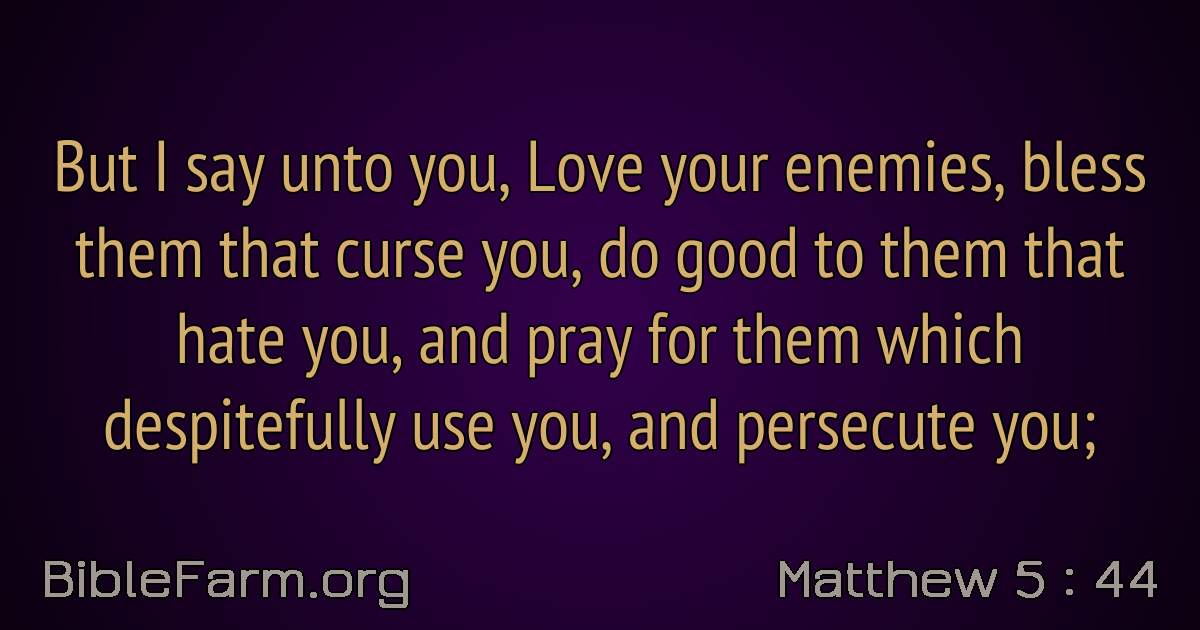 But I say unto you, Love your enemies, bless
them that curse you, do good to them that
hate you, and pray for them which
despitefully use you, and persecute you;
BibleFarm.org
Matthew 5 : 44